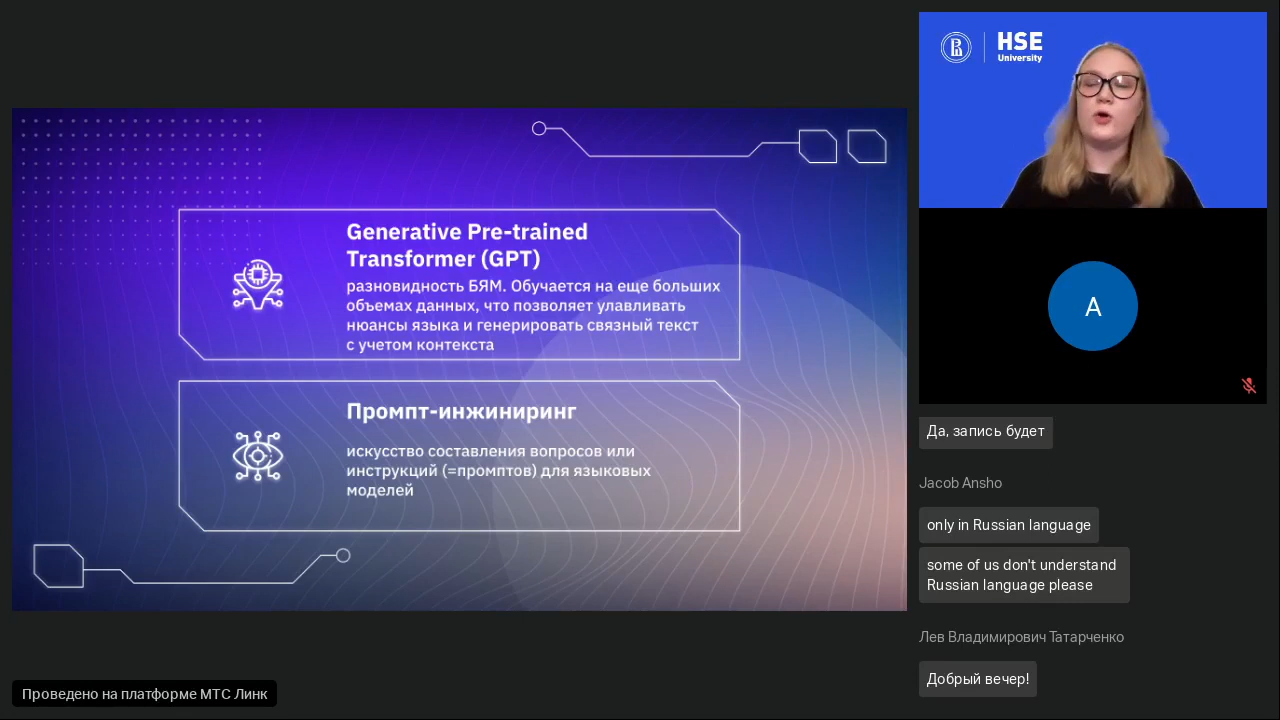 Generative Pre-trained
Transformer (GPT)
разновидность БЯМ. Обучается на еще больших
объемах данных, что позволяет улавливать
нюансы языка и генерировать связный текст
с учетом контекста
Промпт-инжиниринг
искусство составления вопросов или
инструкций (=промптов) для языковых
моделей
Проведено на платформе МТС Линк
HSE
University
А
Да, запись будет
Jacob Ansho
only in Russian language
some of us don't understand
Russian language please
Лев Владимирович Татарченко
Добрый вечер!